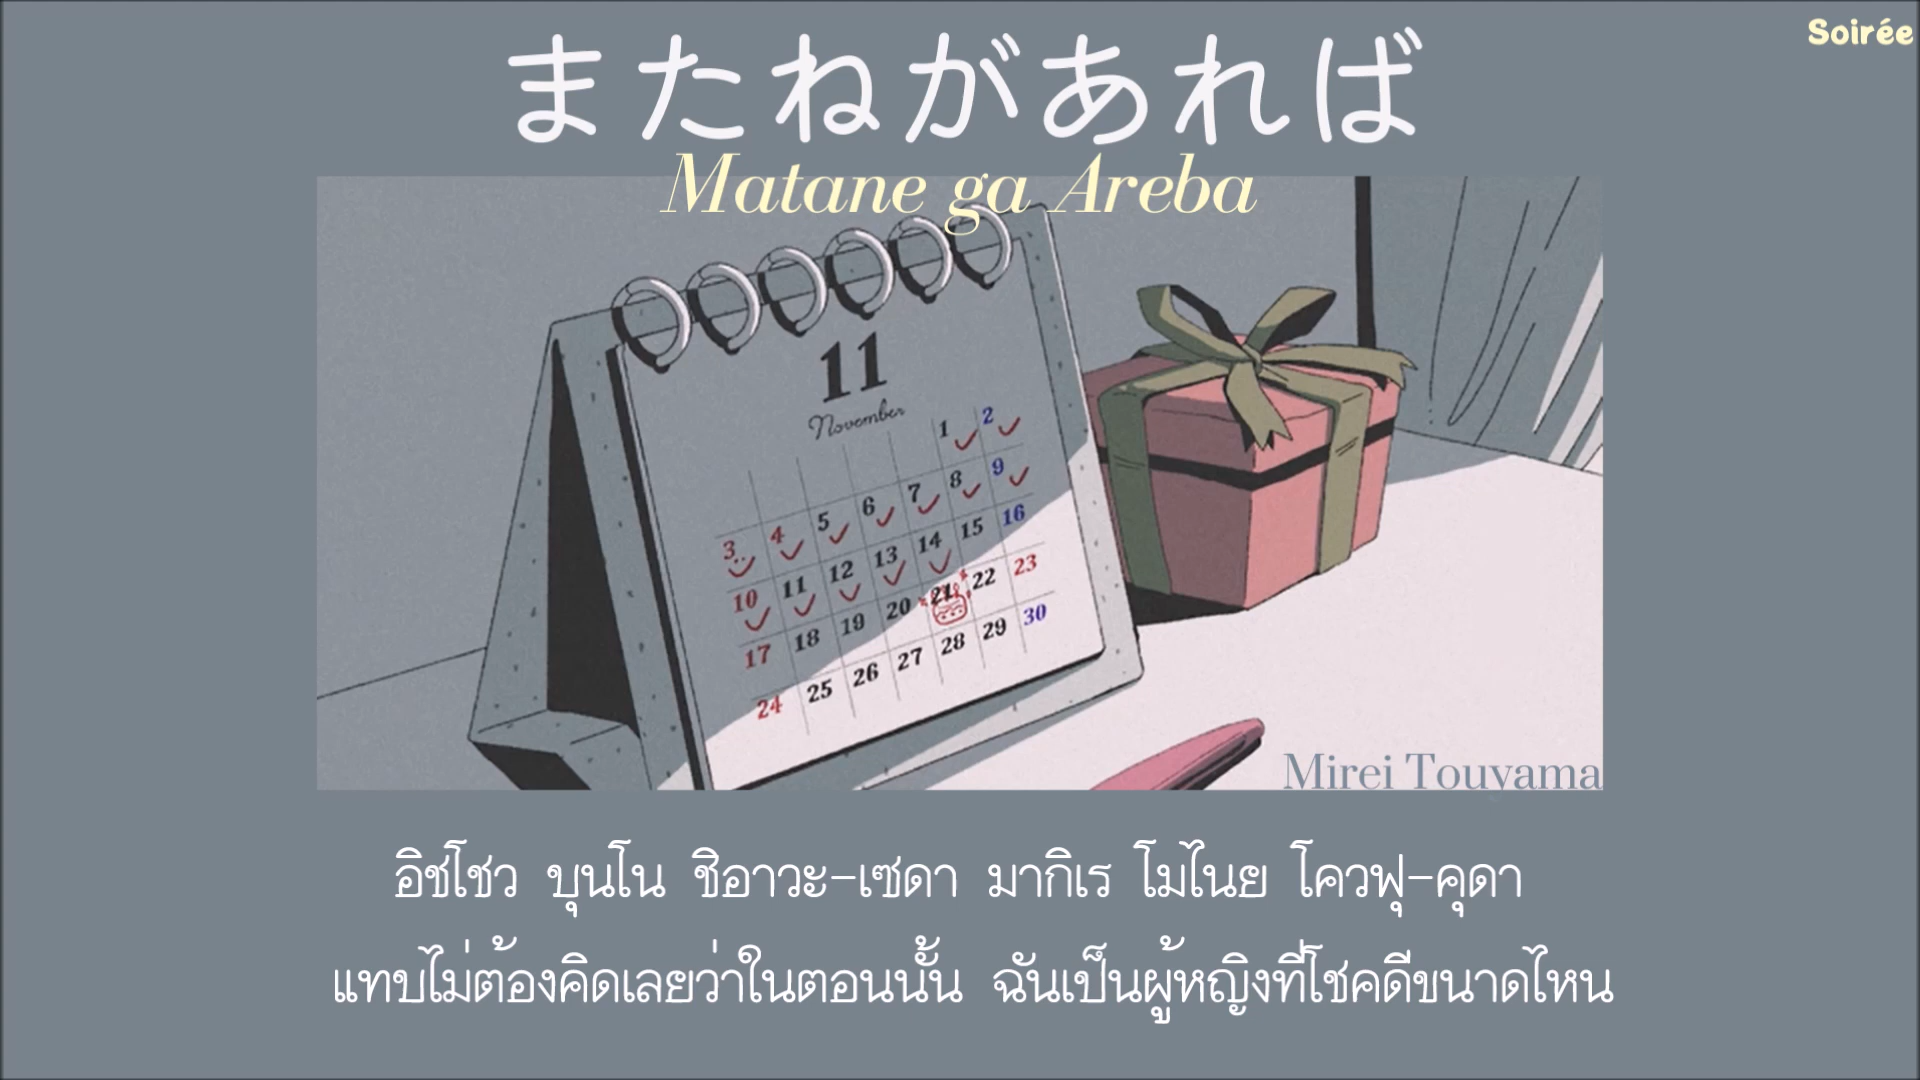 Soirée
またねがあれば
Matane ga Areba
11
November
1 2
3 4 5 6 7 8 9
10 11 12 13 14 15 16
17 18 19 20 21 22 23
24 25 26 27 28 29 30
Mirei Touyama
อิชโชว บุนโน ชิอาวะ-เซดา มากิเร โมไนย โควฟุ-คุดา
แทบไม่ต้องคิดเลยว่าในตอนนั้น ฉันเป็นผู้หญิงที่โชคดีขนาดไหน